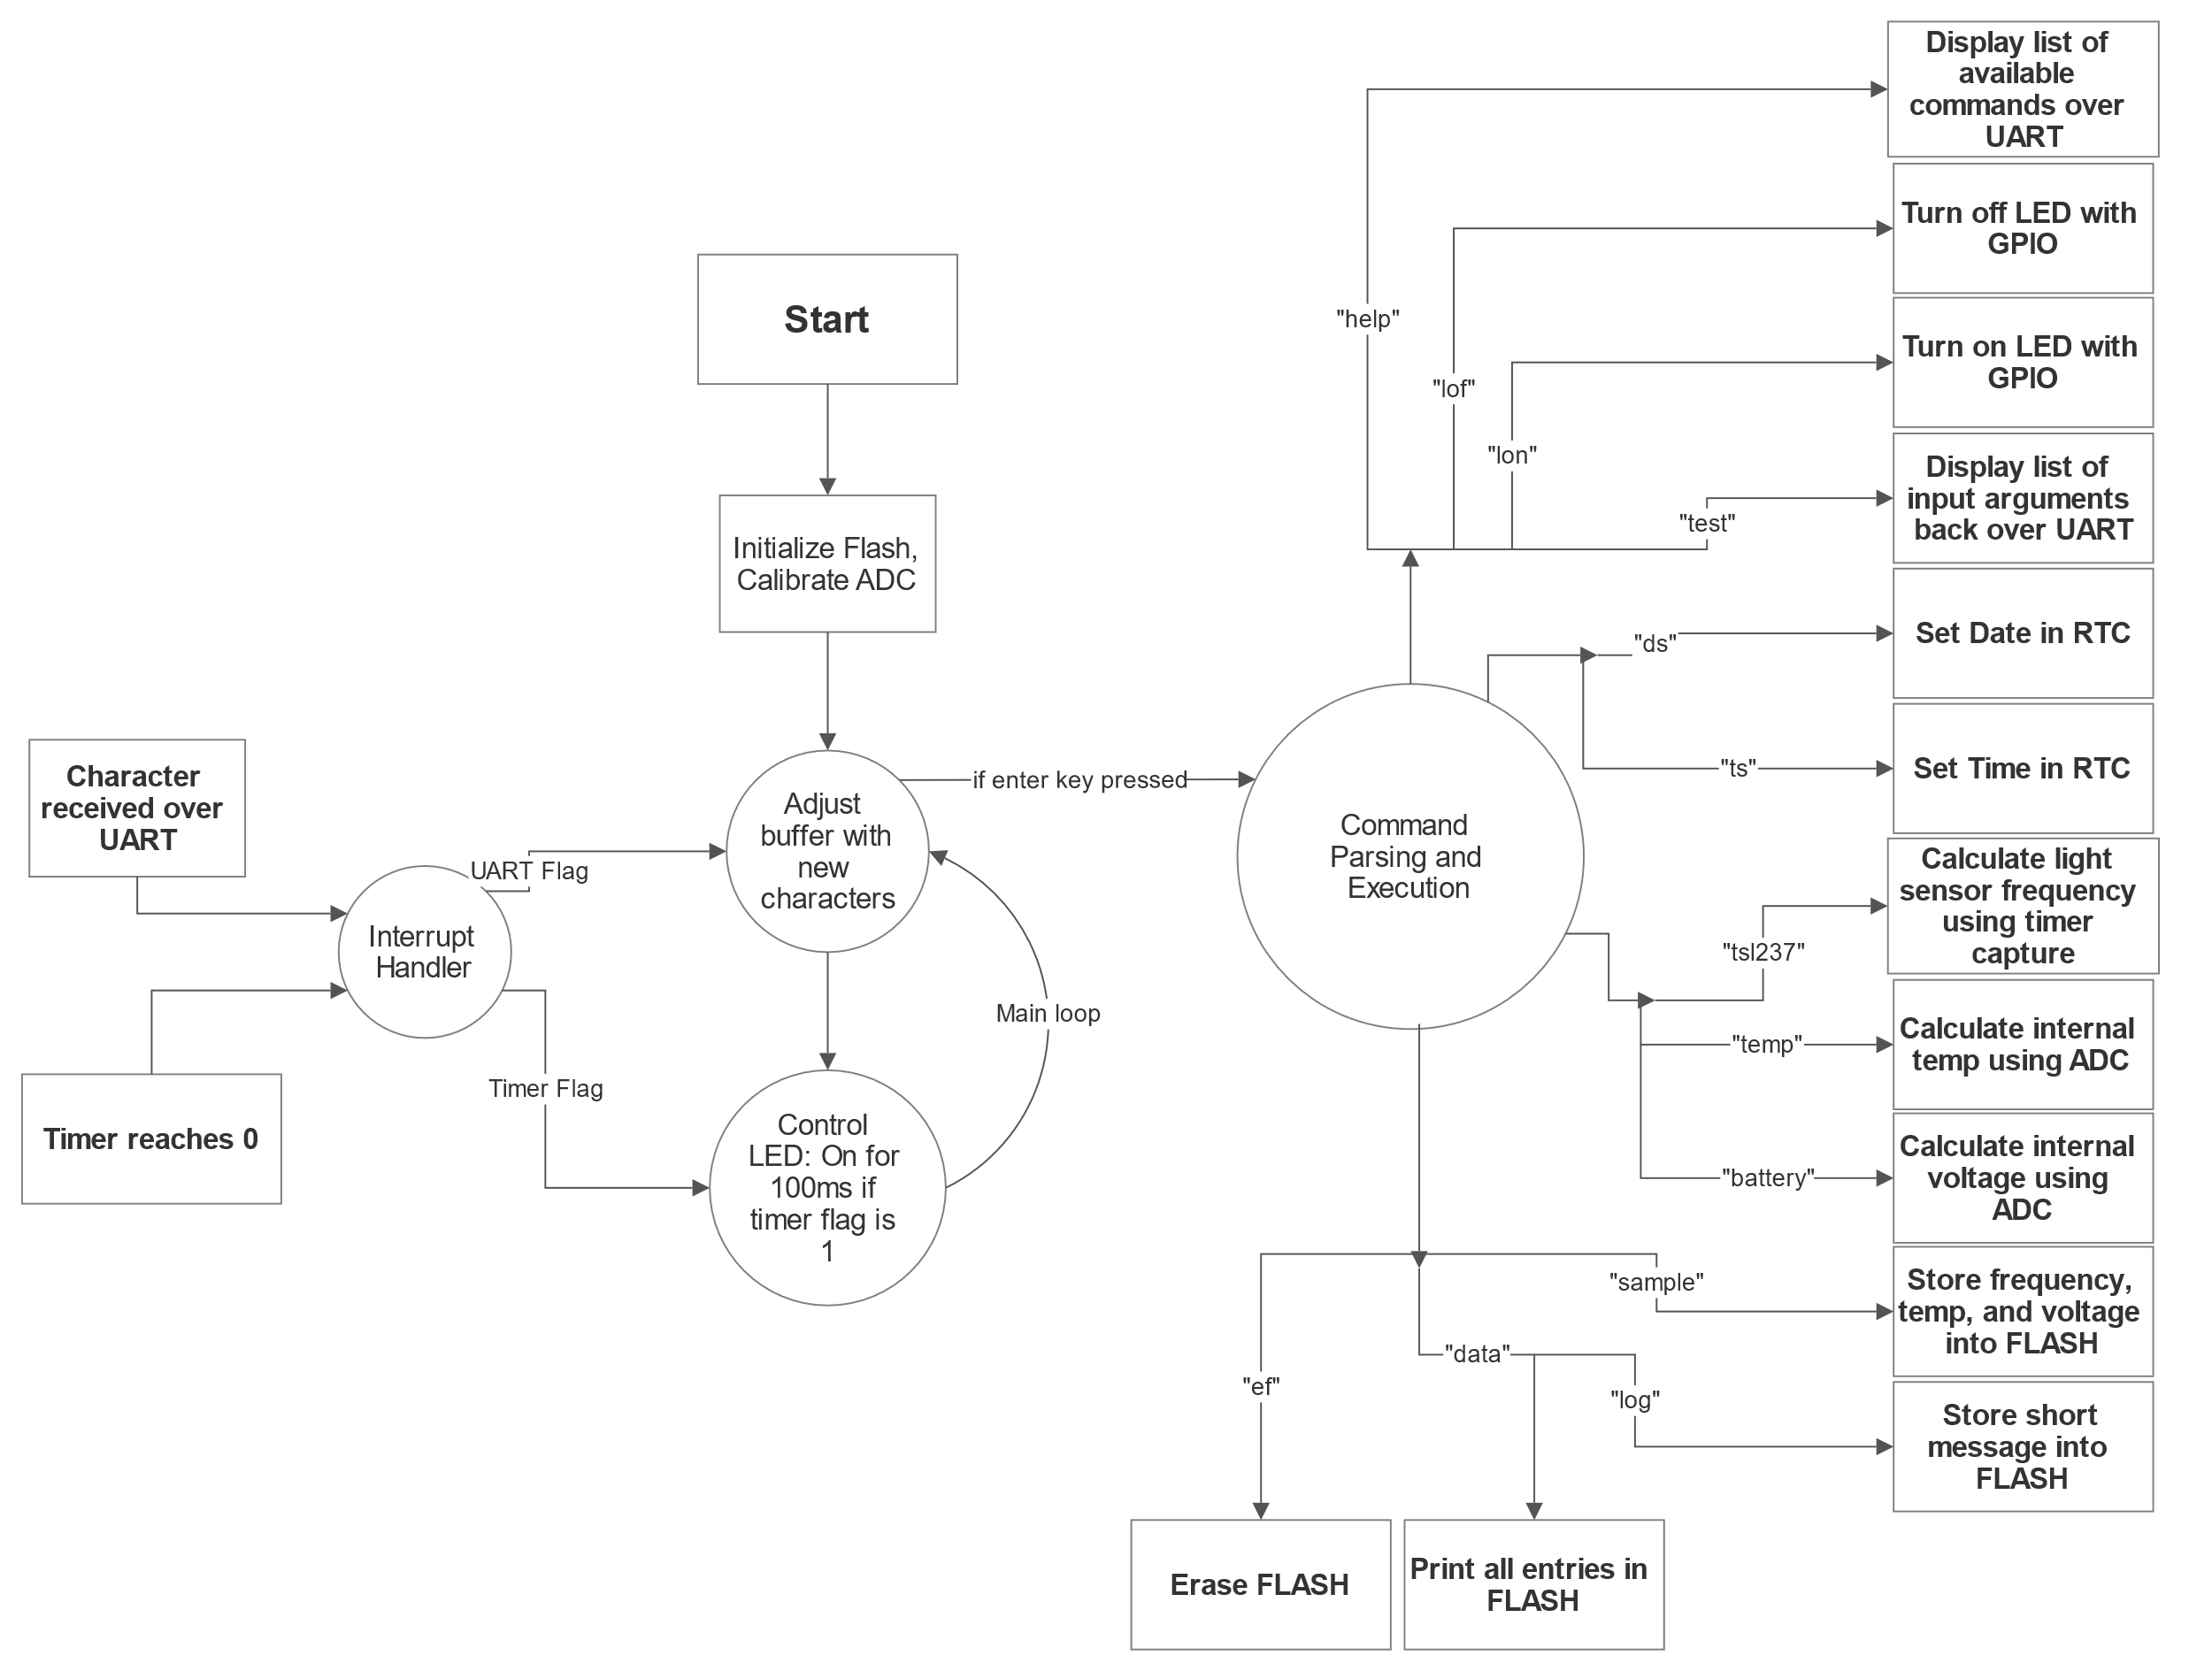 Display list of
available
commands over
UART
Turn off LED with
GPIO
Start
"help"
Turn on LED with
GPIO
"lof"
"lon"
Display list of
input arguments
back over UART
"test"
Initialize Flash,
Calibrate ADC
"ds"
Set Date in RTC
Character
received over
UART
Adjust
buffer with
new
characters
if enter key pressed
"ts"
Set Time in RTC
Command
Parsing and
Execution
UART Flag
Calculate light
sensor frequency
using timer
capture
Interrupt
Handler
"tsl237"
Main loop
"temp"
Calculate internal
temp using ADC
Timer Flag
Timer reaches 0
Control
LED: On for
100ms if
timer flag is
1
"battery"
Calculate internal
voltage using
ADC
"sample"
Store frequency,
temp, and voltage
into FLASH
"data"
"ef"
"log"
Store short
message into
FLASH
Erase FLASH
Print all entries in
FLASH